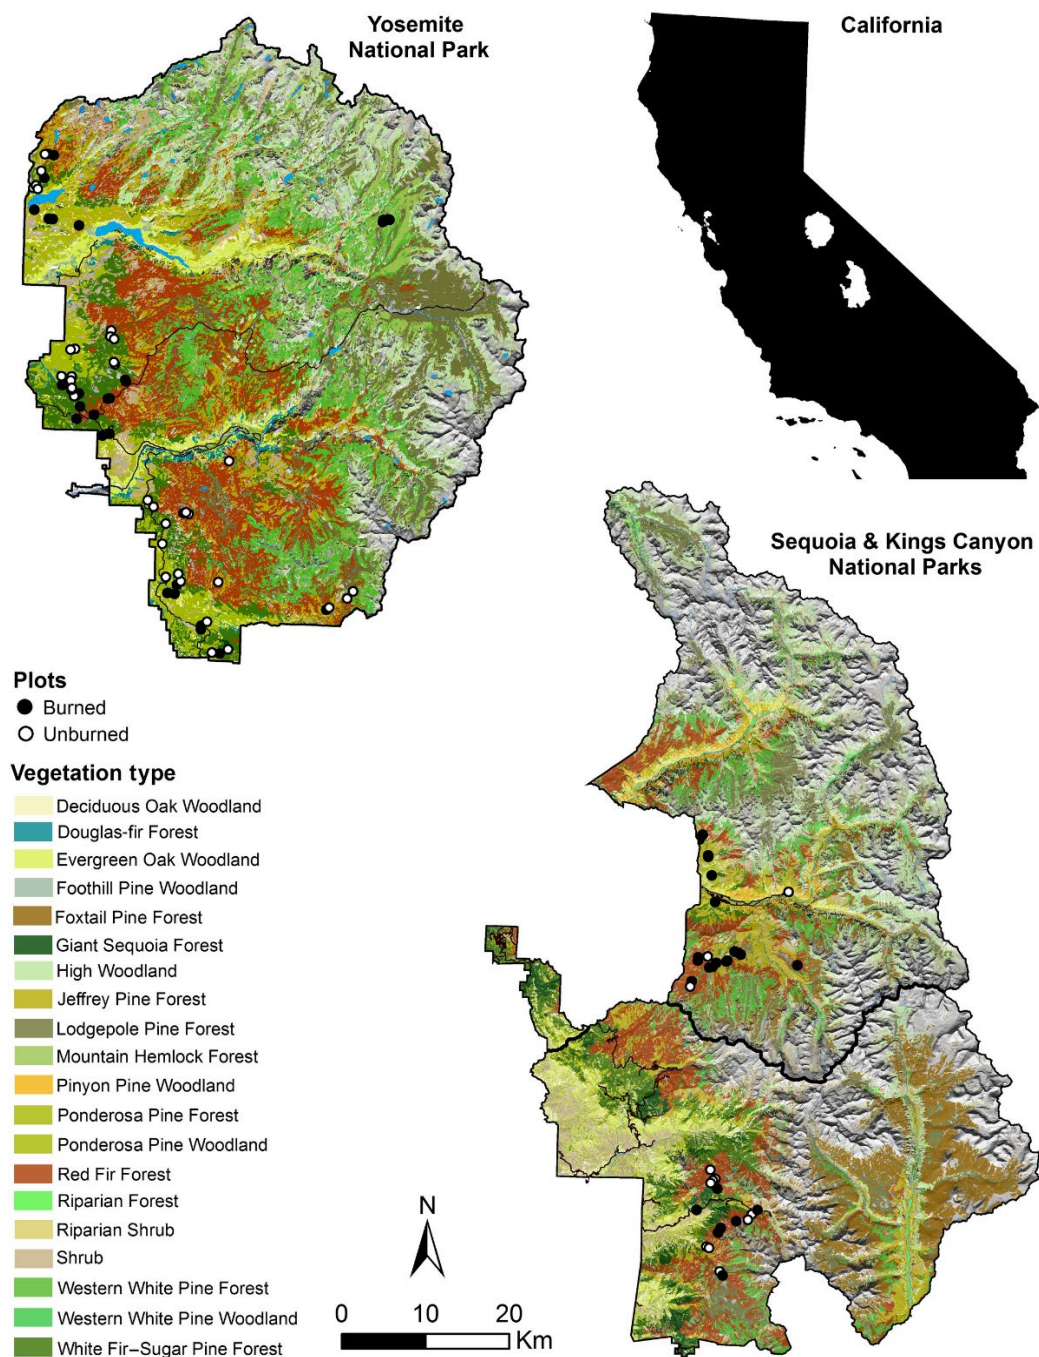 Yosemite
National Park
California
Sequoia & Kings Canyon
National Parks
Plots
Burned
Unburned
Vegetation type
Deciduous Oak Woodland
Douglas-fir Forest
Evergreen Oak Woodland
Foothill Pine Woodland
Foxtail Pine Forest
Giant Sequoia Forest
High Woodland
Jeffrey Pine Forest
Lodgepole Pine Forest
Mountain Hemlock Forest
Pinyon Pine Woodland
Ponderosa Pine Forest
Ponderosa Pine Woodland
Red Fir Forest
Riparian Forest
Riparian Shrub
Shrub
Western White Pine Forest
Western White Pine Woodland
White Fir–Sugar Pine Forest
N
0 10 20
Km